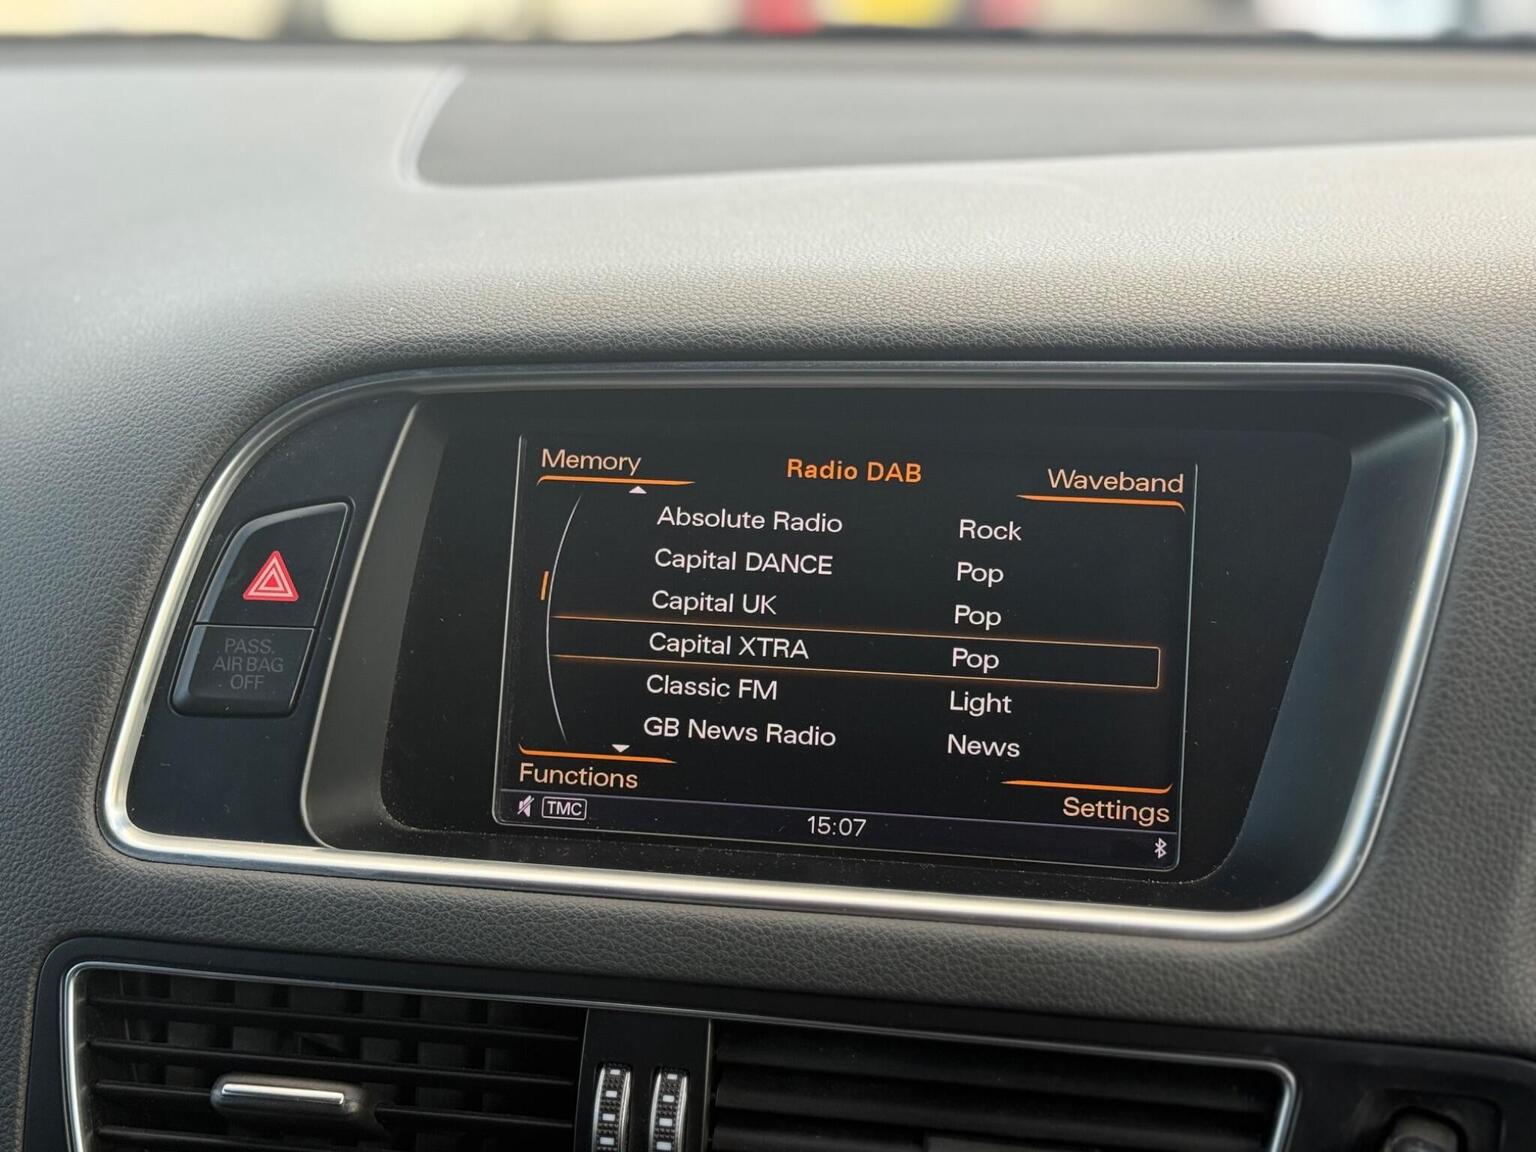 Memory
Radio DAB
Waveband
Absolute Radio Rock
Capital DANCE Pop
Capital UK Pop
Capital XTRA Pop
Classic FM Light
GB News Radio News
Functions
Settings
TMC
15:07
PASS.
AIR BAG
OFF